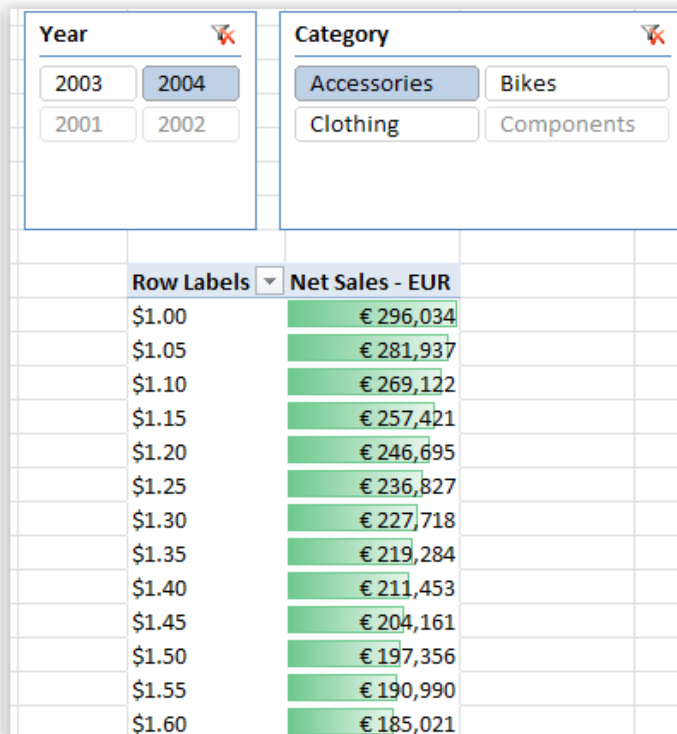 Year
2003 2004
2001 2002
Category
Accessories Bikes
Clothing Components
Row Labels Net Sales - EUR
$1.00 € 296,034
$1.05 € 281,937
$1.10 € 269,122
$1.15 € 257,421
$1.20 € 246,695
$1.25 € 236,827
$1.30 € 227,718
$1.35 € 219,284
$1.40 € 211,453
$1.45 € 204,161
$1.50 € 197,356
$1.55 € 190,990
$1.60 € 185,021